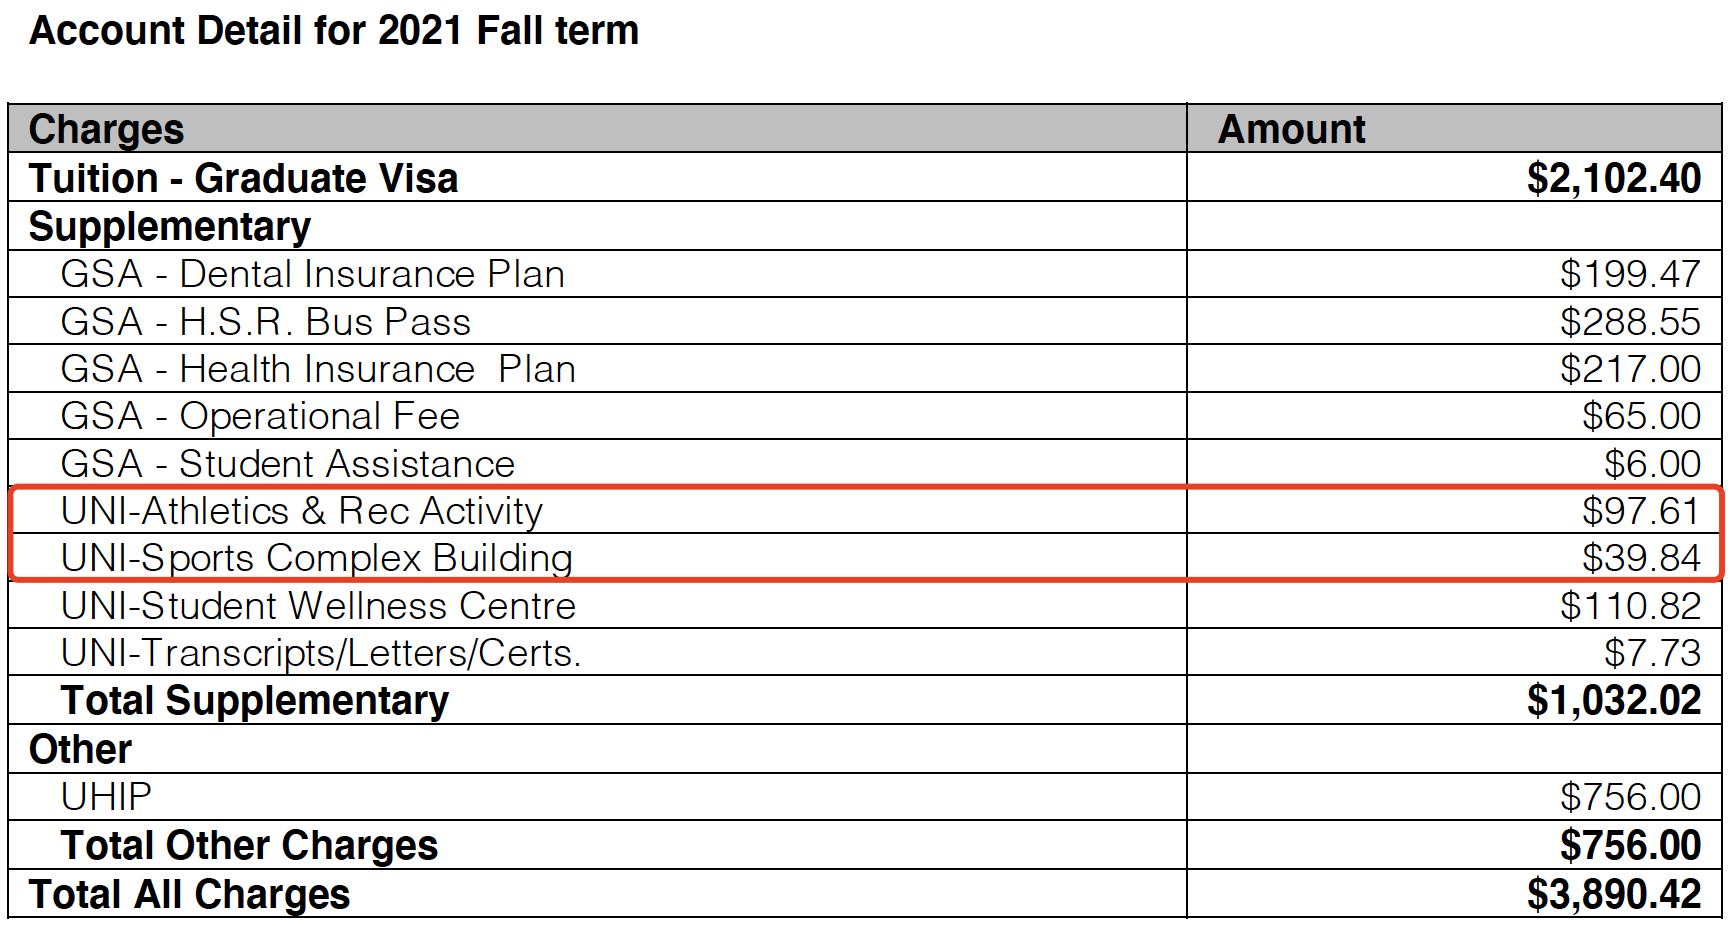 Account Detail for 2021 Fall term
Charges Amount
Tuition - Graduate Visa $2,102.40
Supplementary
GSA - Dental Insurance Plan $199.47
GSA - H.S.R. Bus Pass $288.55
GSA - Health Insurance  Plan $217.00
GSA - Operational Fee $65.00
GSA - Student Assistance $6.00
UNI-Athletics & Rec Activity $97.61
UNI-Sports Complex Building $39.84
UNI-Student Wellness Centre $110.82
UNI-Transcripts/Letters/Certs. $7.73
Total Supplementary $1,032.02
Other
UHIP $756.00
Total Other Charges $756.00
Total All Charges $3,890.42